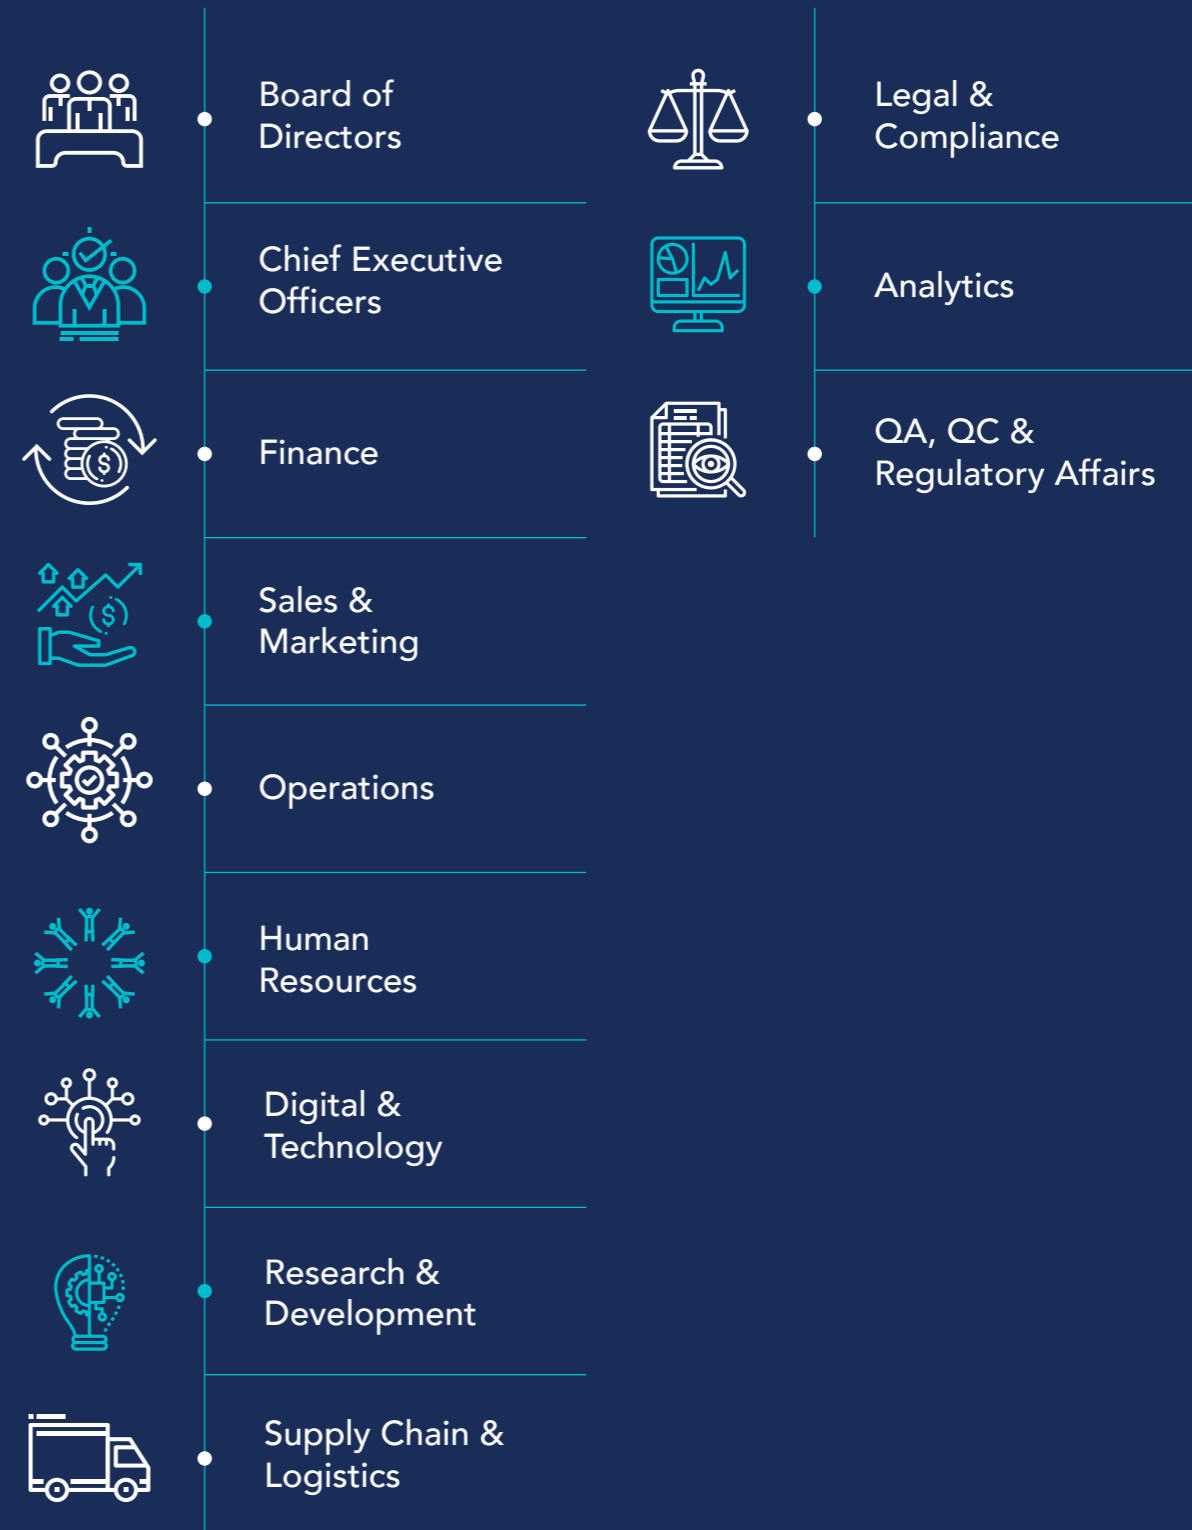 Board of
Directors
Chief Executive
Officers
Finance
Sales &
Marketing
Operations
Human
Resources
Digital &
Technology
Research &
Development
Supply Chain &
Logistics
Legal &
Compliance
Analytics
QA, QC &
Regulatory Affairs